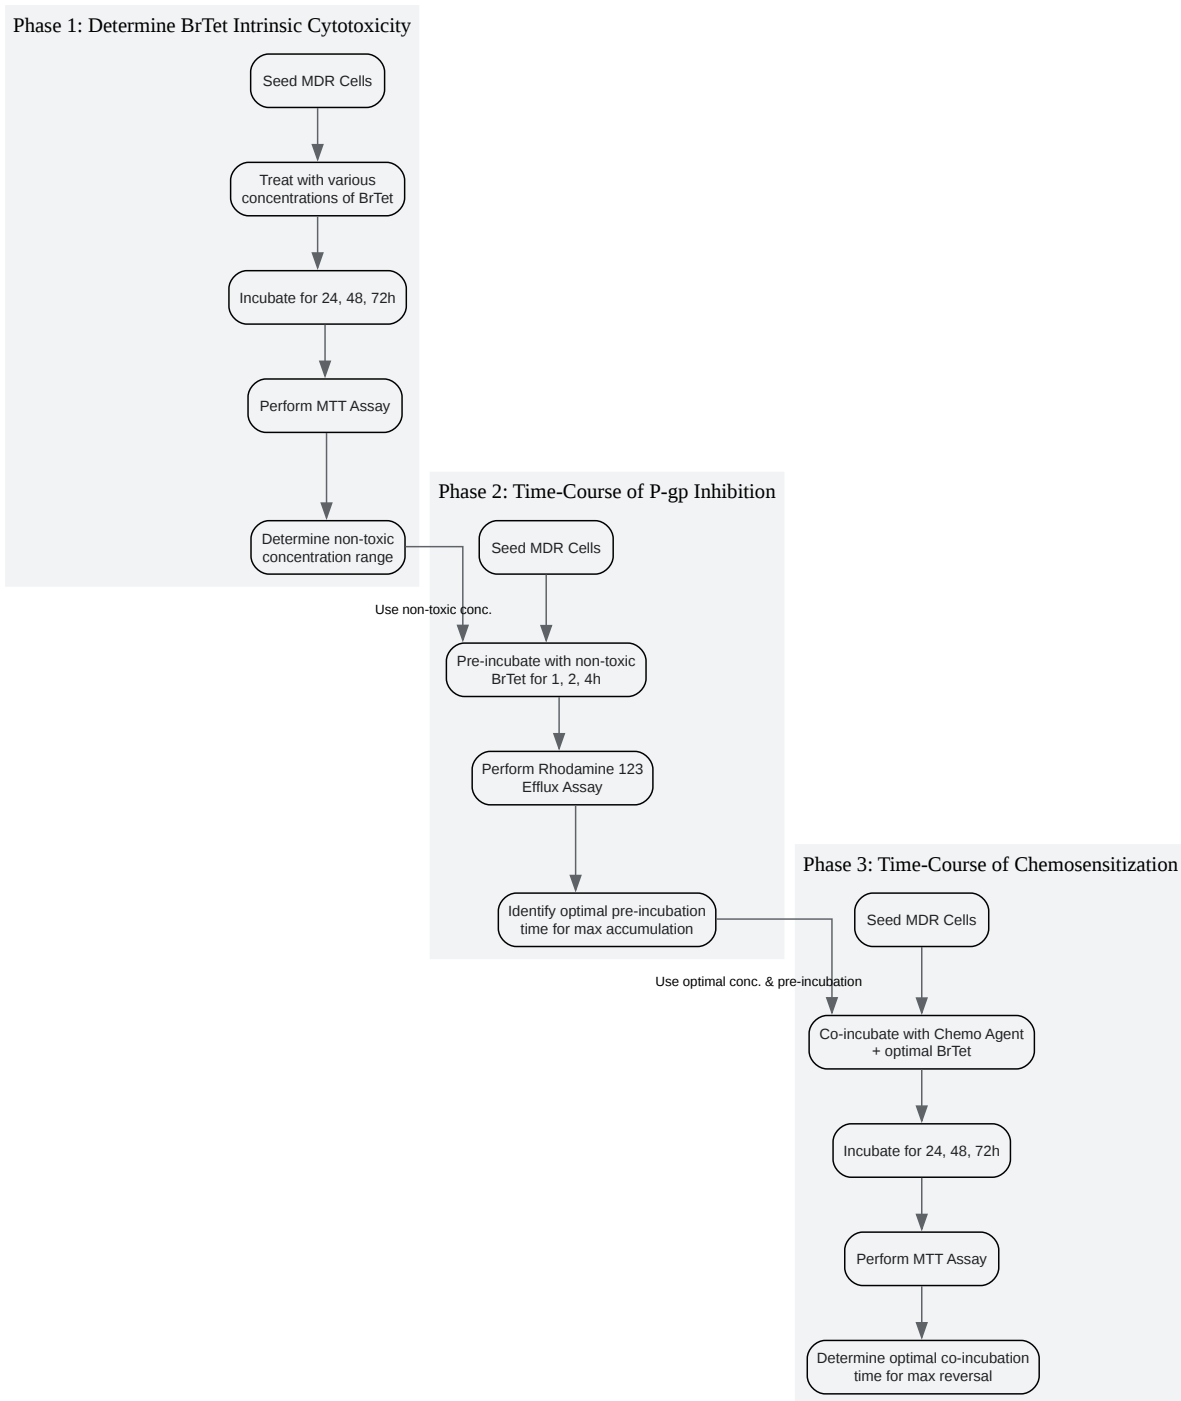 Phase 1: Determine BrTet Intrinsic Cytotoxicity
Seed MDR Cells
Treat with various
concentrations of BrTet
Incubate for 24, 48, 72h
Perform MTT Assay
Determine non-toxic
concentration range
Use non-toxic conc.
Phase 2: Time-Course of P-gp Inhibition
Seed MDR Cells
Pre-incubate with non-toxic
BrTet for 1, 2, 4h
Perform Rhodamine 123
Efflux Assay
Identify optimal pre-incubation
time for max accumulation
Use optimal conc. & pre-incubation
Phase 3: Time-Course of Chemosensitization
Seed MDR Cells
Co-incubate with Chemo Agent
+ optimal BrTet
Incubate for 24, 48, 72h
Perform MTT Assay
Determine optimal co-incubation
time for max reversal